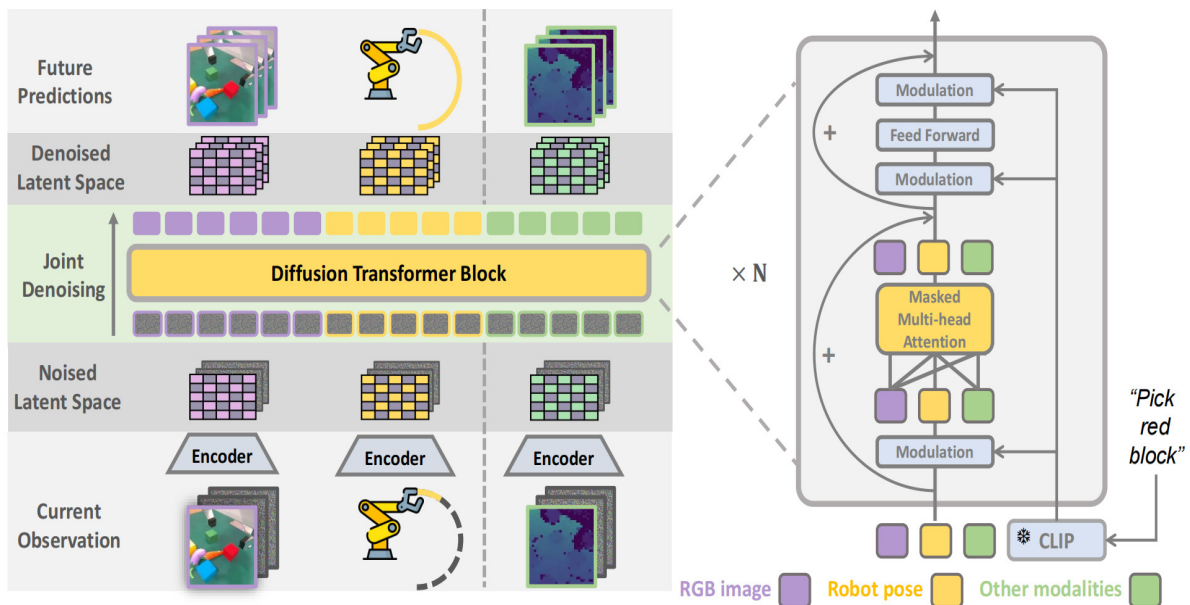 Future
Predictions
Denoised
Latent Space
Joint
Denoising
Diffusion Transformer Block
Noised
Latent Space
Encoder
Encoder
Encoder
Current
Observation
× N
Modulation
Feed Forward
Modulation
+
Masked
Multi-head
Attention
+
Modulation
“Pick
red
block”
CLIP
RGB image
Robot pose
Other modalities